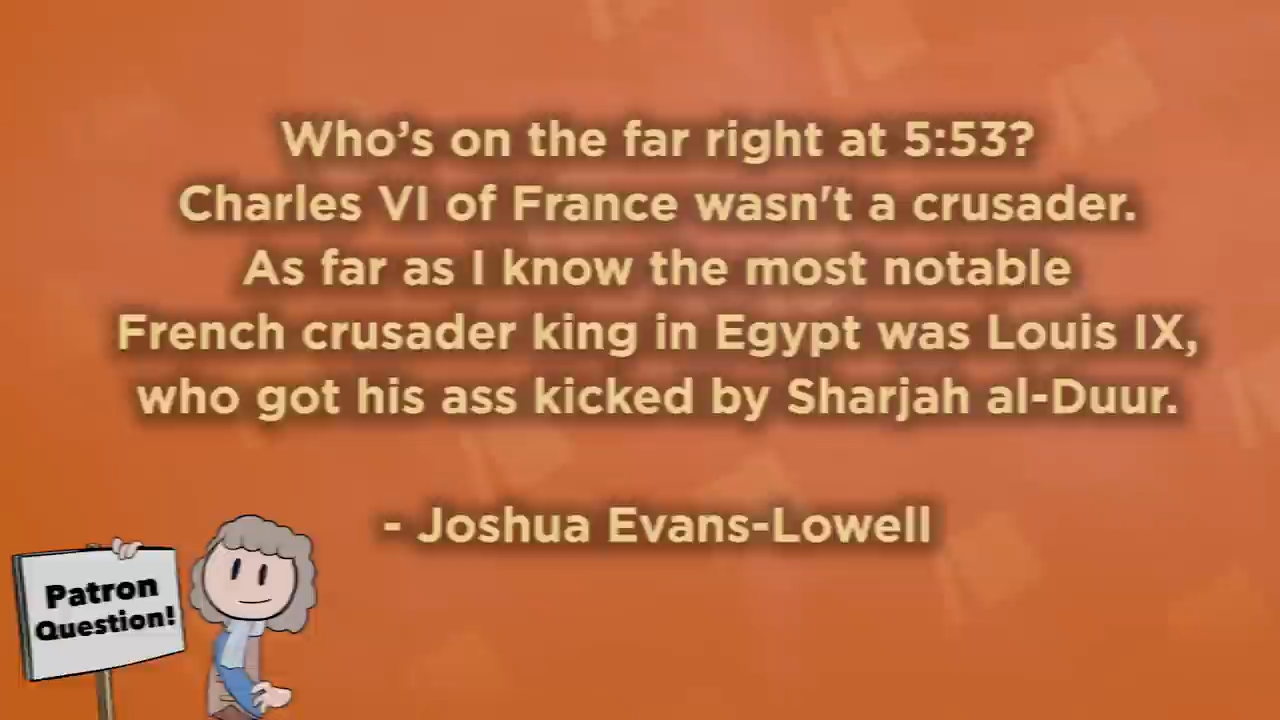 Who’s on the far right at 5:53?
Charles VI of France wasn't a crusader.
As far as I know the most notable
French crusader king in Egypt was Louis IX,
who got his ass kicked by Sharjah al-Duur.
- Joshua Evans-Lowell
Patron
Question!